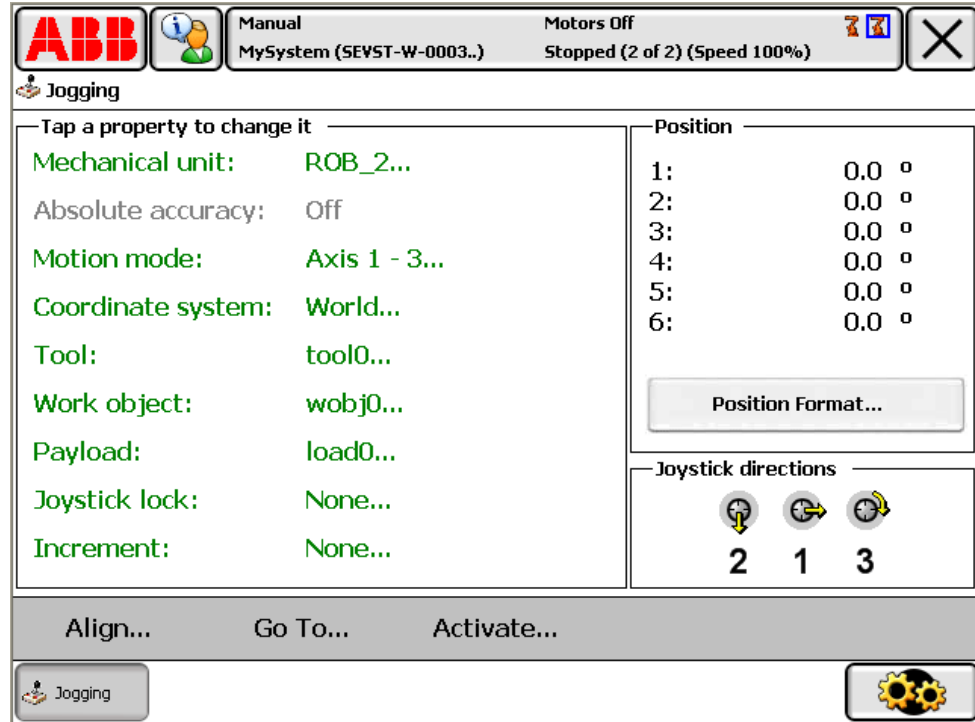 ABB
Manual Motors Off
MySystem (SEVST-W-0003..) Stopped (2 of 2) (Speed 100%)
Jogging
Tap a property to change it
Mechanical unit: ROB_2...
Absolute accuracy: Off
Motion mode: Axis 1 - 3...
Coordinate system: World...
Tool: tool0...
Work object: wobj0...
Payload: load0...
Joystick lock: None...
Increment: None...
Position
1: 0.0 º
2: 0.0 º
3: 0.0 º
4: 0.0 º
5: 0.0 º
6: 0.0 º
Position Format...
Joystick directions
2 1 3
Align... Go To... Activate...
Jogging